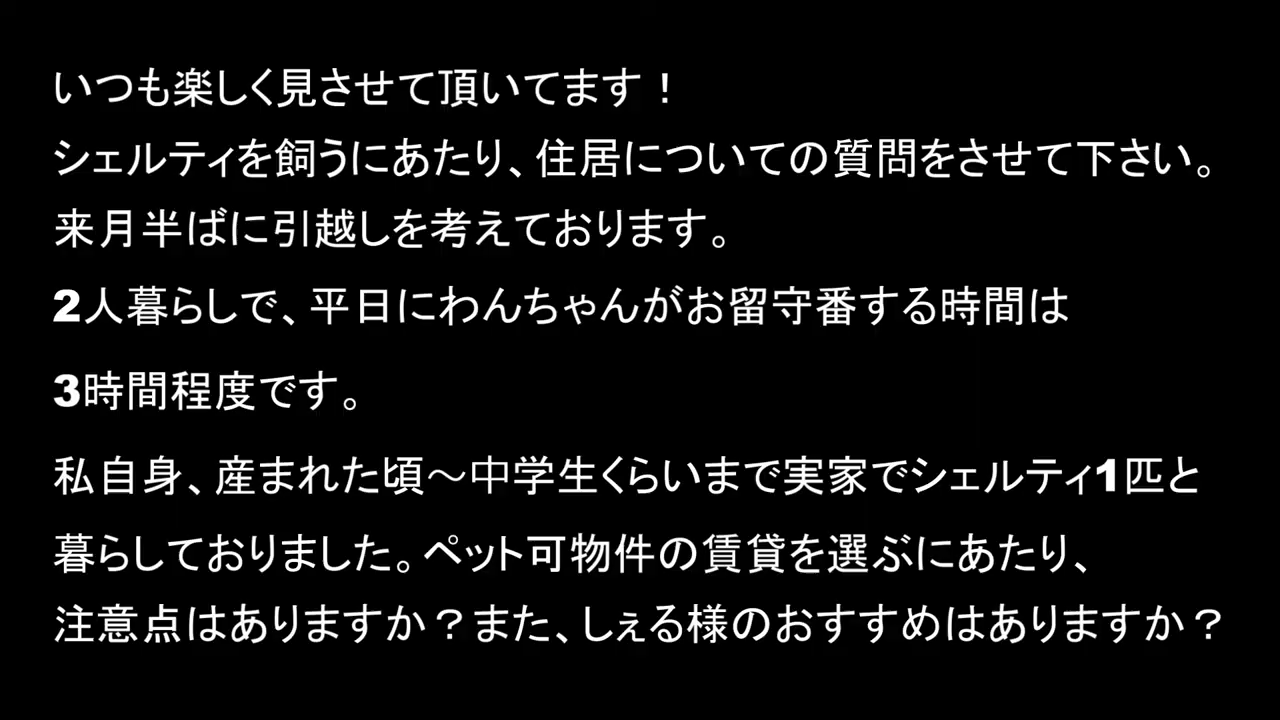 いつも楽しく見させて頂いてます！
シェルティを飼うにあたり、住居についての質問をさせて下さい。
来月半ばに引越しを考えております。
2人暮らしで、平日にわんちゃんがお留守番する時間は
3時間程度です。
私自身、産まれた頃～中学生くらいまで実家でシェルティ1匹と
暮らしておりました。ペット可物件の賃貸を選ぶにあたり、
注意点はありますか？また、しぇる様のおすすめはありますか？